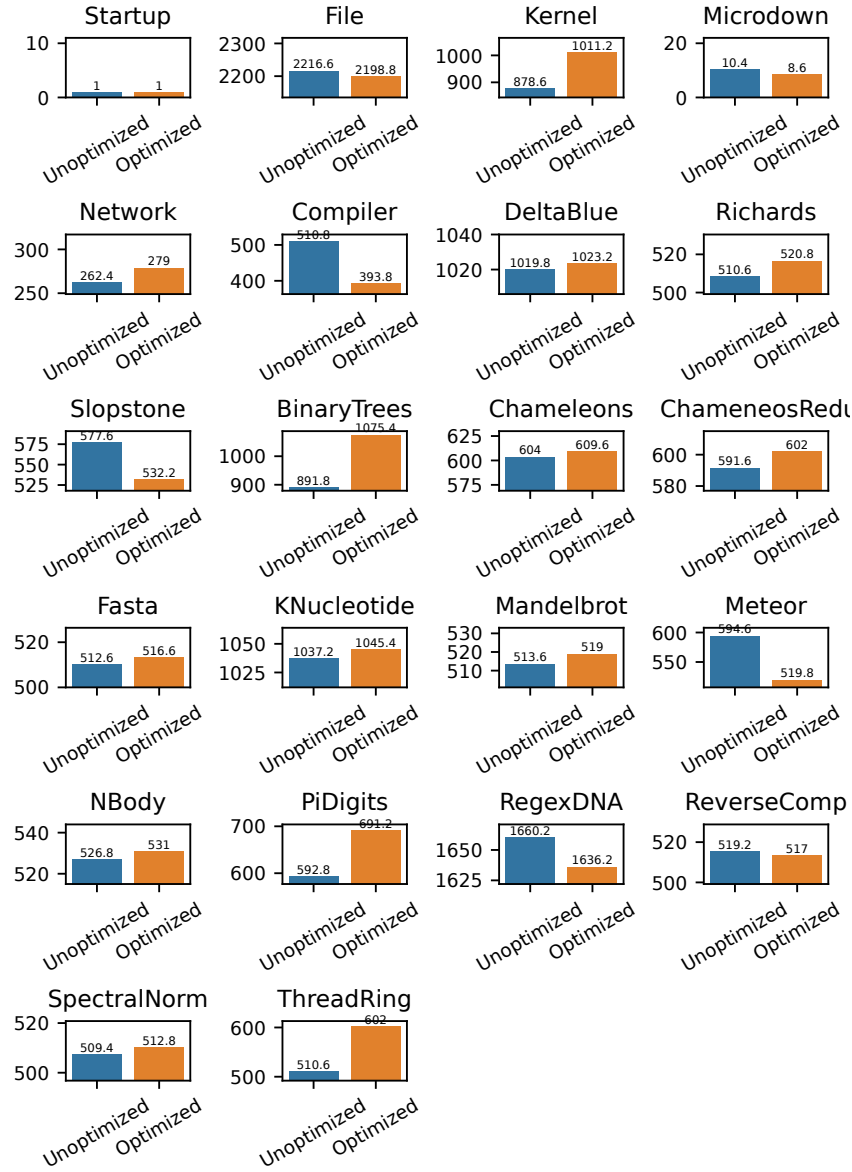 Startup
10
0
1
1
Unoptimized
Optimized
File
2300
2200
2216.6
2198.8
Unoptimized
Optimized
Kernel
1000
900
878.6
1011.2
Unoptimized
Optimized
Microdown
20
0
10.4
8.6
Unoptimized
Optimized
Network
300
250
262.4
279
Unoptimized
Optimized
Compiler
500
400
510.8
393.8
Unoptimized
Optimized
DeltaBlue
1040
1020
1019.8
1023.2
Unoptimized
Optimized
Richards
520
500
510.6
520.8
Unoptimized
Optimized
Slopstone
575
550
525
577.6
532.2
Unoptimized
Optimized
BinaryTrees
1000
900
891.8
1075.4
Unoptimized
Optimized
Chameleons
625
600
575
604
609.6
Unoptimized
Optimized
ChameneosRedu
600
580
591.6
602
Unoptimized
Optimized
Fasta
520
500
512.6
516.6
Unoptimized
Optimized
KNucleotide
1050
1025
1037.2
1045.4
Unoptimized
Optimized
Mandelbrot
530
520
510
513.6
519
Unoptimized
Optimized
Meteor
600
550
594.6
519.8
Unoptimized
Optimized
NBody
540
520
526.8
531
Unoptimized
Optimized
PiDigits
700
600
592.8
691.2
Unoptimized
Optimized
RegexDNA
1650
1625
1660.2
1636.2
Unoptimized
Optimized
ReverseComp
520
500
519.2
517
Unoptimized
Optimized
SpectralNorm
520
500
509.4
512.8
Unoptimized
Optimized
ThreadRing
600
500
510.6
602
Unoptimized
Optimized